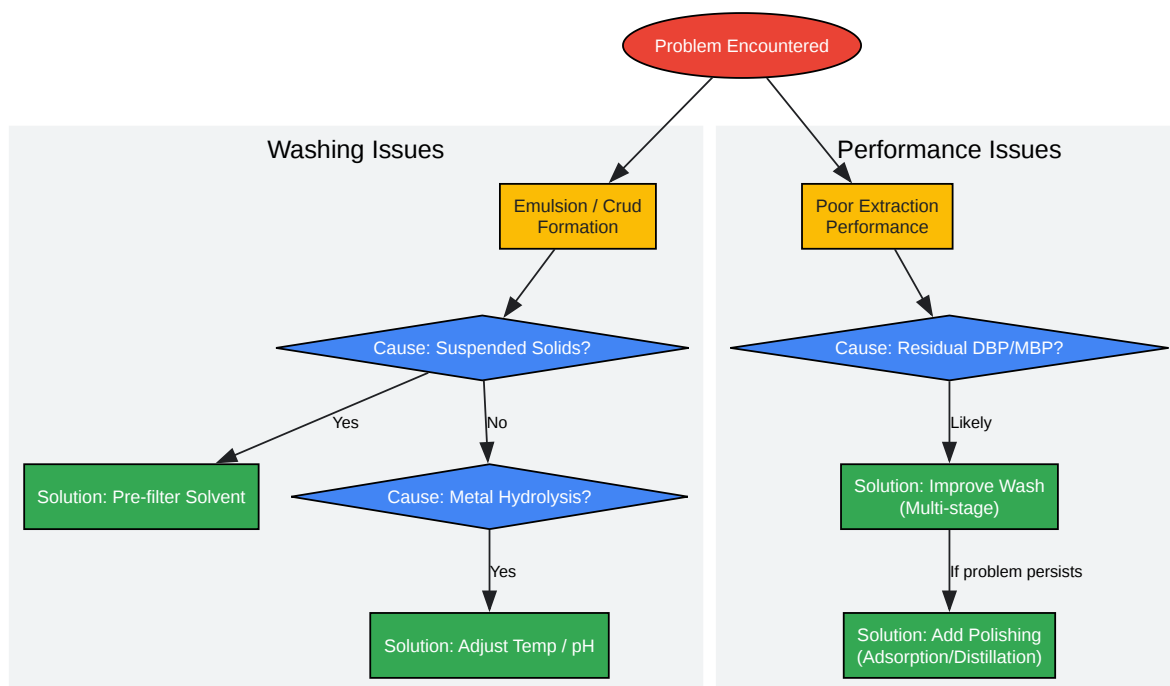 Problem Encountered
Washing Issues
Performance Issues
Emulsion / Crud
Formation
Poor Extraction
Performance
Cause: Suspended Solids?
Cause: Residual DBP/MBP?
Yes
No
Likely
Solution: Pre-filter Solvent
Cause: Metal Hydrolysis?
Solution: Improve Wash
(Multi-stage)
Yes
If problem persists
Solution: Adjust Temp / pH
Solution: Add Polishing
(Adsorption/Distillation)